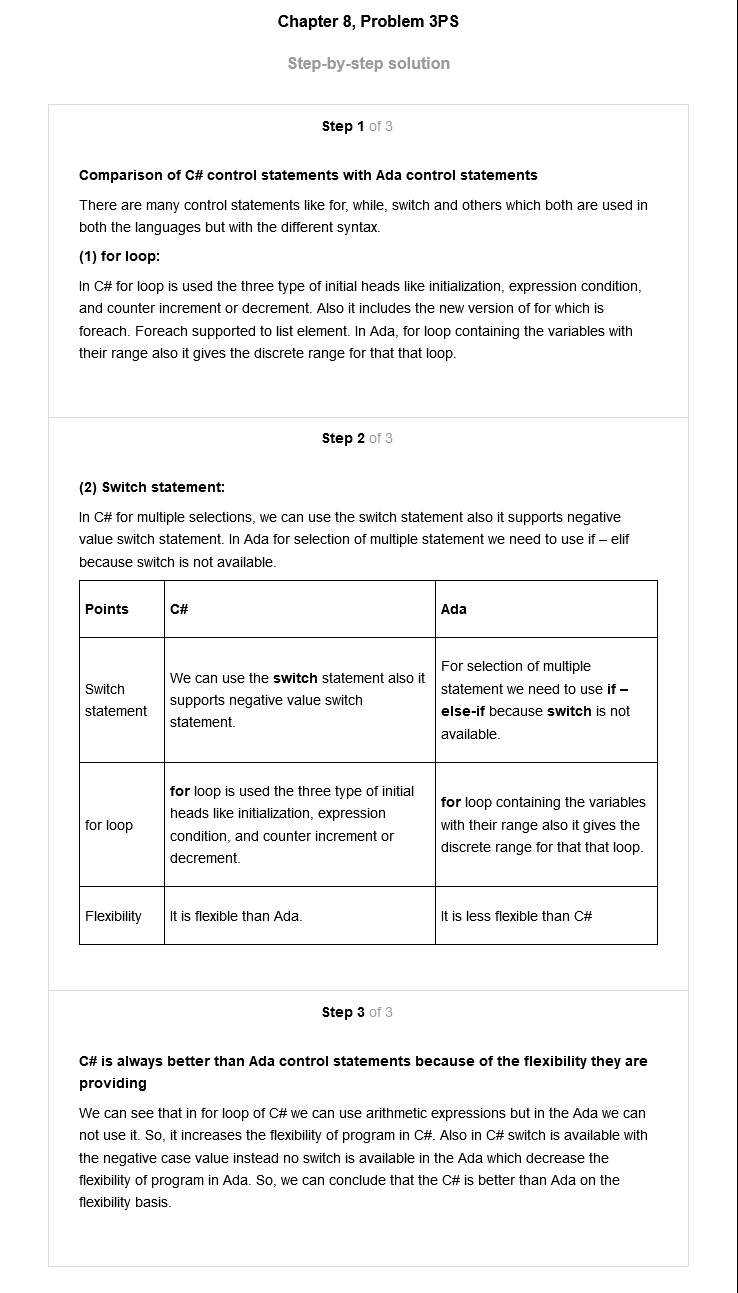 Chapter 8, Problem 3PS
Step-by-step solution
Step 1 of 3
Comparison of C# control statements with Ada control statements
There are many control statements like for, while, switch and others which both are used in
both the languages but with the different syntax.
(1) for loop:
In C# for loop is used the three type of initial heads like initialization, expression condition,
and counter increment or decrement. Also it includes the new version of for which is
foreach. Foreach supported to list element. In Ada, for loop containing the variables with
their range also it gives the discrete range for that that loop.
Step 2 of 3
(2) Switch statement:
In C# for multiple selections, we can use the switch statement also it supports negative
value switch statement. In Ada for selection of multiple statement we need to use if – elif
because switch is not available.
Points
C#
Ada
Switch
statement
We can use the switch statement also it
supports negative value switch
statement.
For selection of multiple
statement we need to use if –
else-if because switch is not
available.
for loop
for loop is used the three type of initial
heads like initialization, expression
condition, and counter increment or
decrement.
for loop containing the variables
with their range also it gives the
discrete range for that that loop.
Flexibility
It is flexible than Ada.
It is less flexible than C#
Step 3 of 3
C# is always better than Ada control statements because of the flexibility they are
providing
We can see that in for loop of C# we can use arithmetic expressions but in the Ada we can
not use it. So, it increases the flexibility of program in C#. Also in C# switch is available with
the negative case value instead no switch is available in the Ada which decrease the
flexibility of program in Ada. So, we can conclude that the C# is better than Ada on the
flexibility basis.